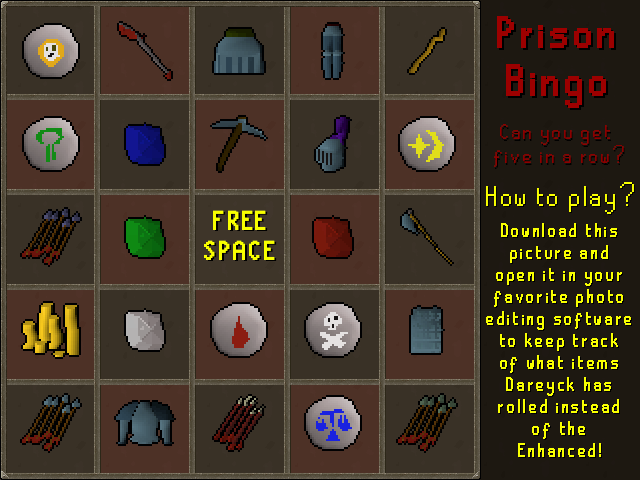 Prison
Bingo
Can you get
five in a row?
How to play?
Download this
picture and
open it in your
favorite photo
editing software
to keep track
of what items
Dareyck has
rolled instead
of the
Enhanced!
FREE
SPACE